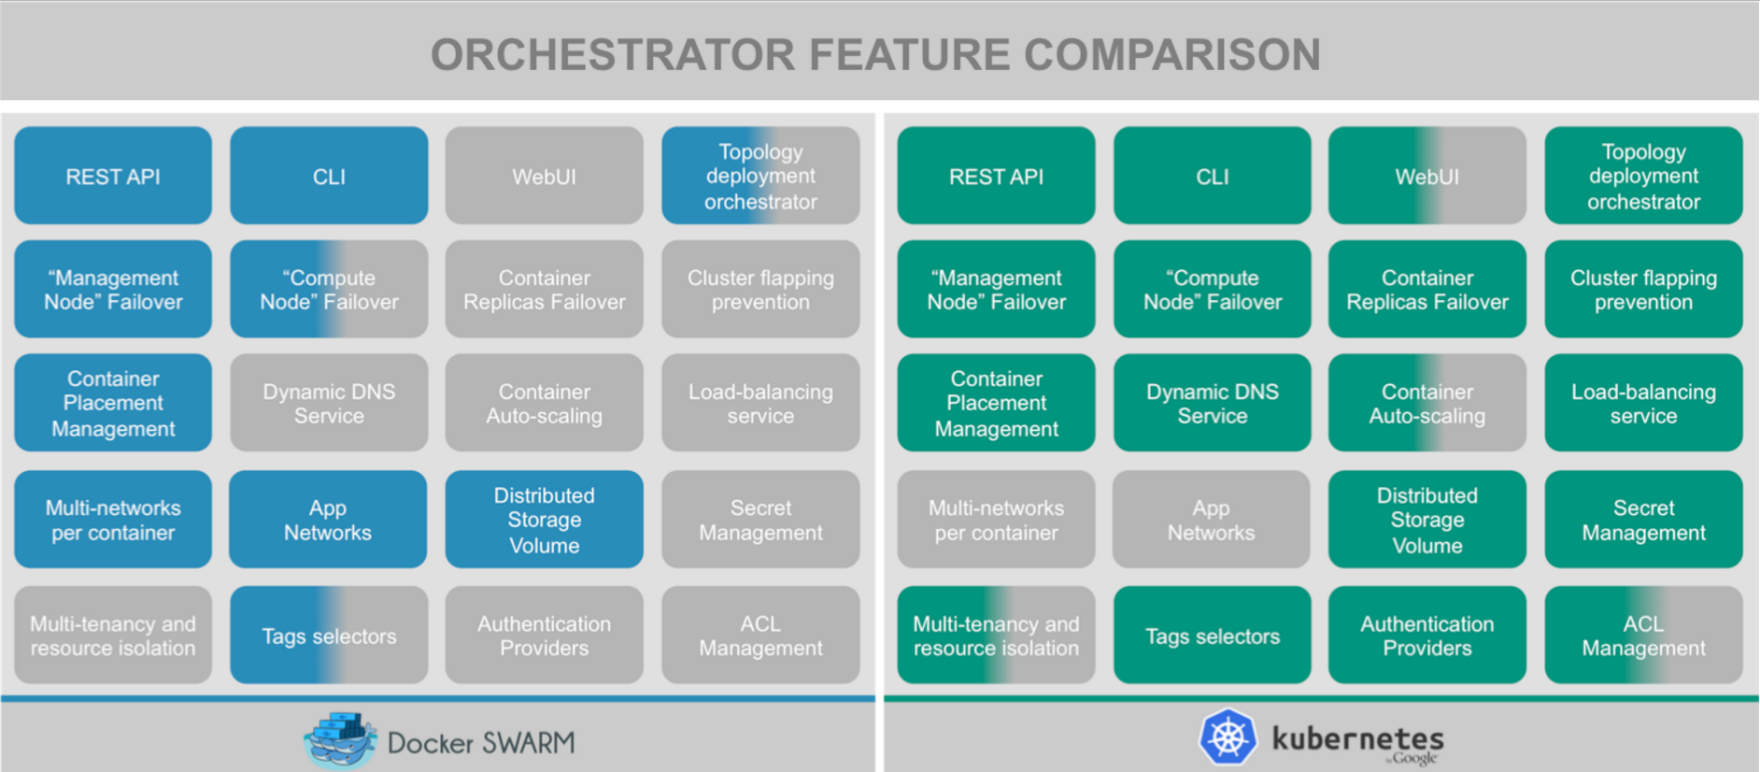 ORCHESTRATOR FEATURE COMPARISON
REST API
CLI
WebUI
Topology
deployment
orchestrator
“Management
Node” Failover
“Compute
Node” Failover
Container
Replicas Failover
Cluster flapping
prevention
Container
Placement
Management
Dynamic DNS
Service
Container
Auto-scaling
Load-balancing
service
Multi-networks
per container
App
Networks
Distributed
Storage
Volume
Secret
Management
Multi-tenancy and
resource isolation
Tags selectors
Authentication
Providers
ACL
Management
Docker SWARM
REST API
CLI
WebUI
Topology
deployment
orchestrator
“Management
Node” Failover
“Compute
Node” Failover
Container
Replicas Failover
Cluster flapping
prevention
Container
Placement
Management
Dynamic DNS
Service
Container
Auto-scaling
Load-balancing
service
Multi-networks
per container
App
Networks
Distributed
Storage
Volume
Secret
Management
Multi-tenancy and
resource isolation
Tags selectors
Authentication
Providers
ACL
Management
kubernetes
by Google